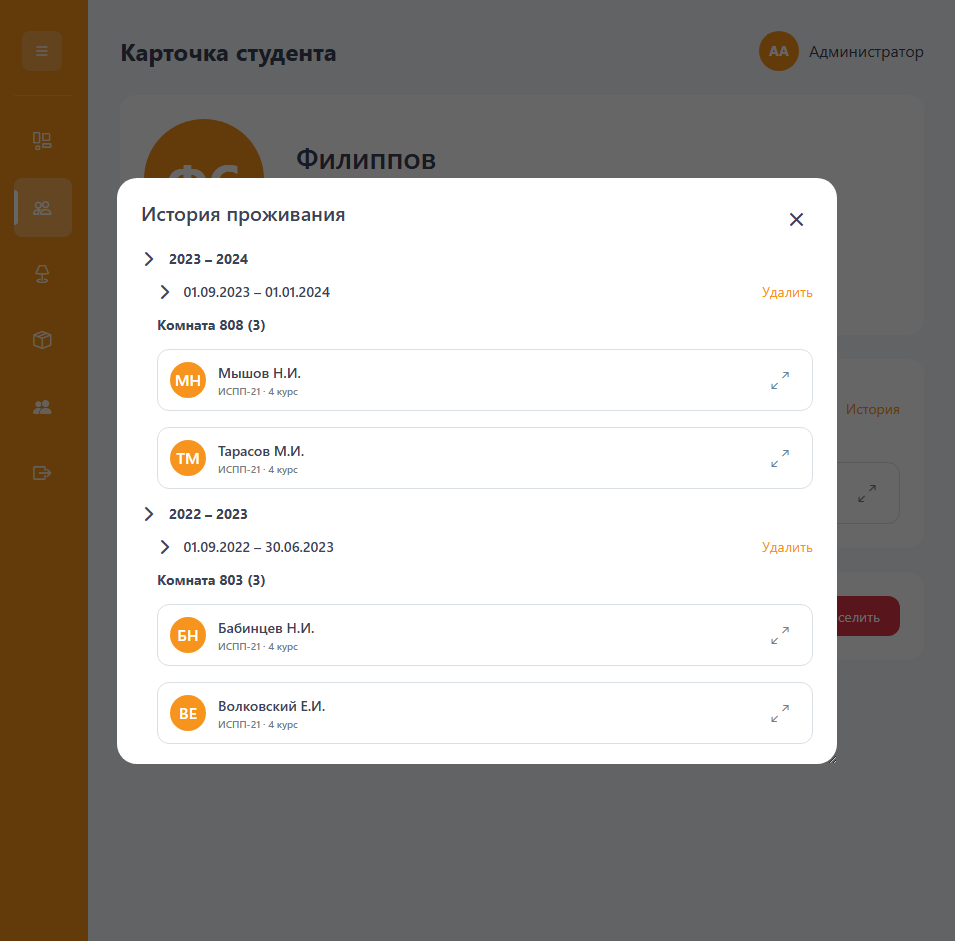 Карточка студента
АА
Администратор
Филиппов
История проживания
2023 – 2024
01.09.2023 – 01.01.2024
Удалить
Комната 808 (3)
МН
Мышов Н.И.
ИСПП-21 · 4 курс
ТМ
Тарасов М.И.
ИСПП-21 · 4 курс
История
2022 – 2023
01.09.2022 – 30.06.2023
Удалить
Комната 803 (3)
БН
Бабинцев Н.И.
ИСПП-21 · 4 курс
селить
ВЕ
Волковский Е.И.
ИСПП-21 · 4 курс